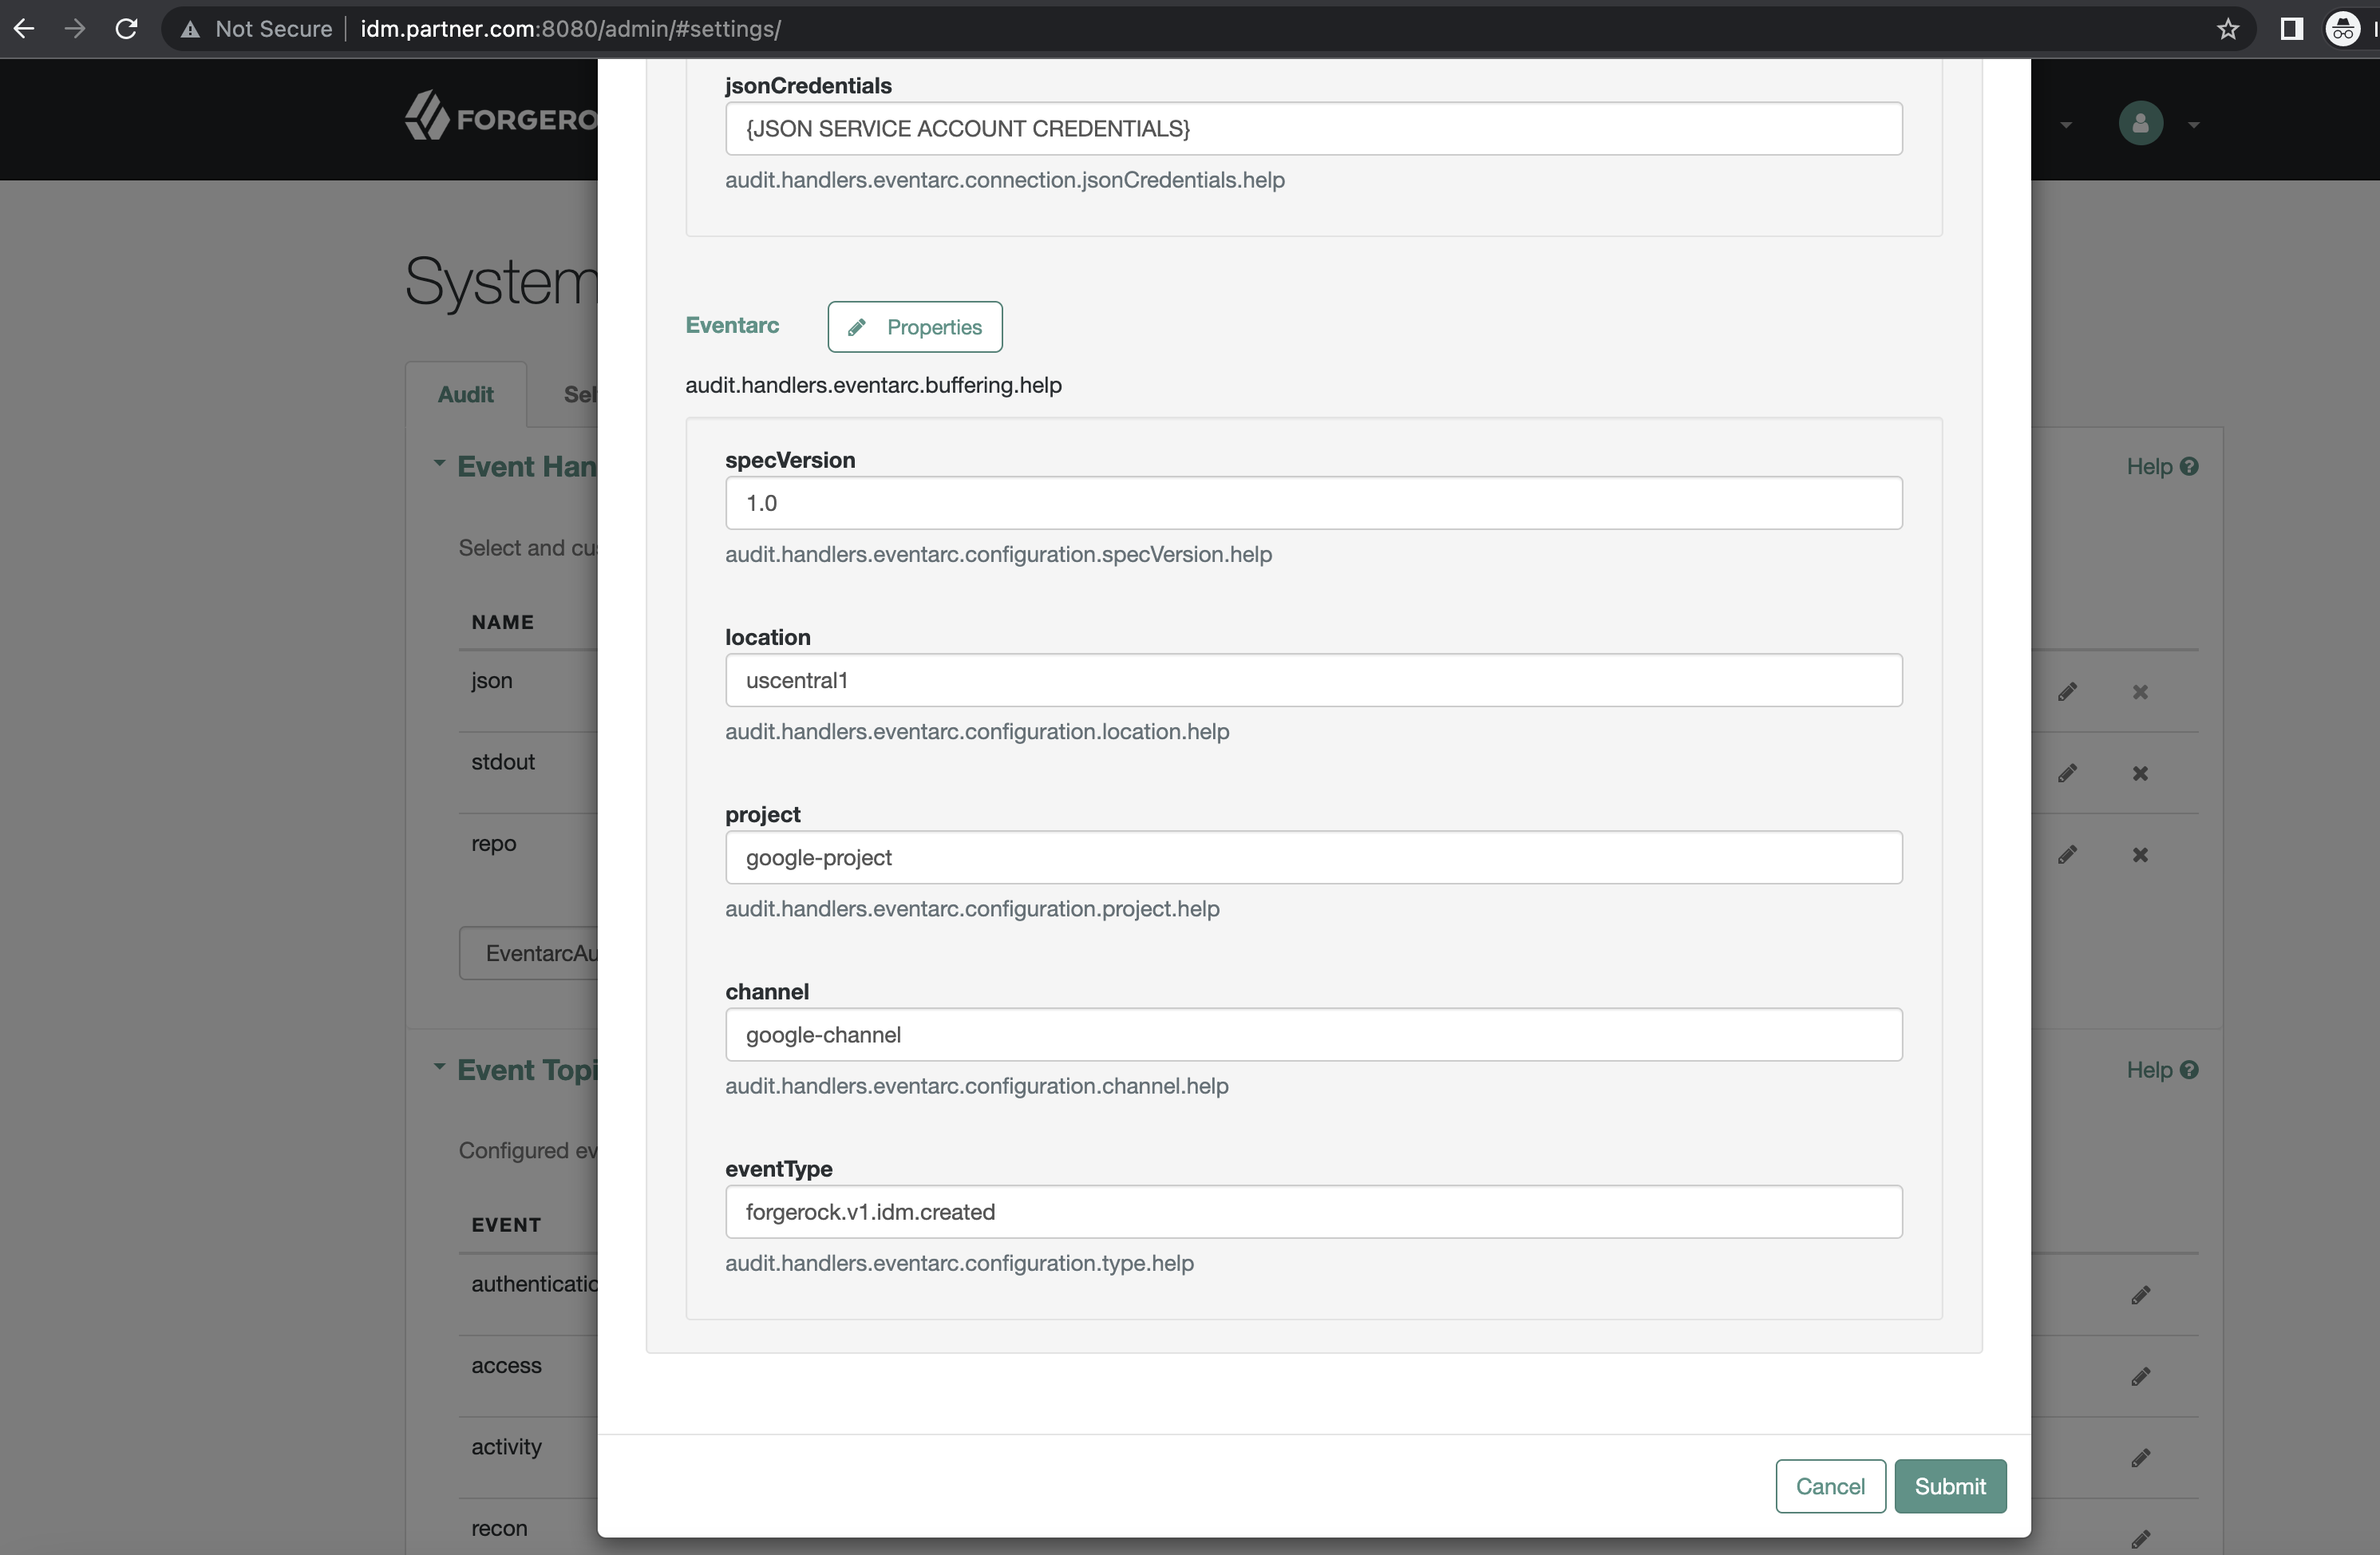 Not Secure idm.partner.com:8080/admin/#settings/
FORGERO
jsonCredentials
{JSON SERVICE ACCOUNT CREDENTIALS}
audit.handlers.eventarc.connection.jsonCredentials.help
System
Eventarc Properties
audit.handlers.eventarc.buffering.help
Audit Sel
Event Han
Help
Select and cus
NAME
json
stdout
repo
EventarcAu
specVersion
1.0
audit.handlers.eventarc.configuration.specVersion.help
location
uscentral1
audit.handlers.eventarc.configuration.location.help
project
google-project
audit.handlers.eventarc.configuration.project.help
channel
google-channel
audit.handlers.eventarc.configuration.channel.help
eventType
forgerock.v1.idm.created
audit.handlers.eventarc.configuration.type.help
Event Topi
Help
Configured ev
EVENT
authenticatio
access
activity
recon
Cancel Submit